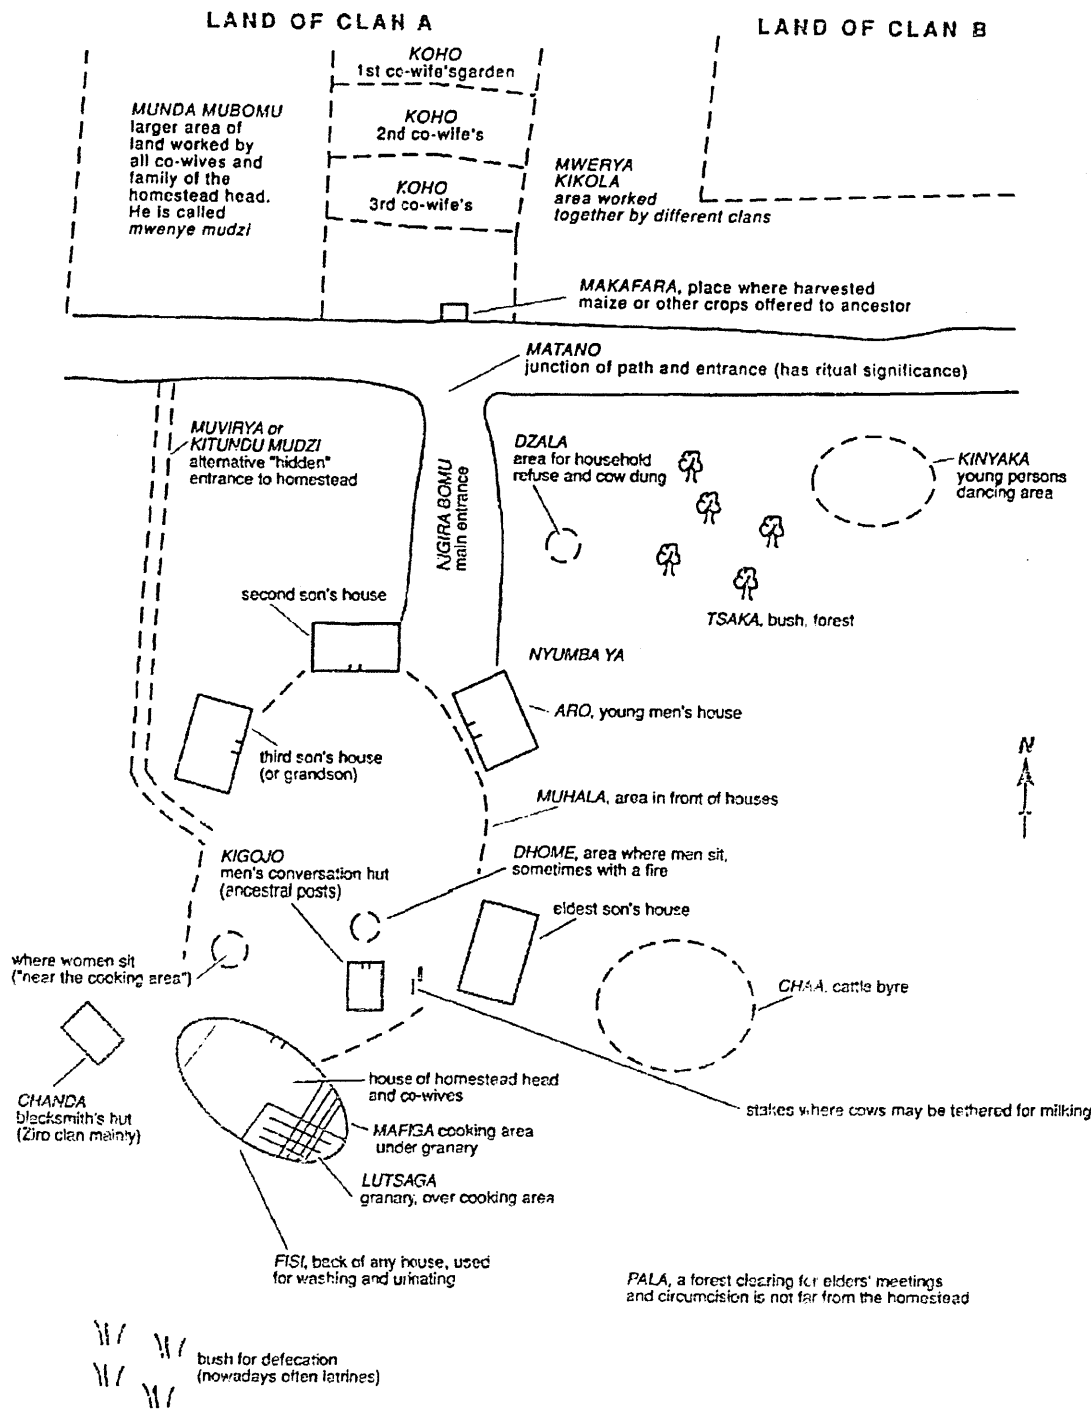 LAND OF CLAN A
LAND OF CLAN B
KOHO
1st co-wife'sgarden
MUNDA MUBOMU
larger area of
land worked by
all co-wives and
family of the
homestead head.
He is called
mwenye mudzi
KOHO
2nd co-wife's
KOHO
3rd co-wife's
MWERYA
KIKOLA
area worked
together by different clans
MAKAFARA, place where harvested
maize or other crops offered to ancestor
MATANO
junction of path and entrance (has ritual significance)
MUVIRYA or
KITUNDU MUDZI
alternative "hidden"
entrance to homestead
NGIRA BOMU
main entrance
DZALA
area for household
refuse and cow dung
KINYAKA
young persons
dancing area
TSAKA, bush, forest
second son's house
NYUMBA YA
ARO, young men's house
third son's house
(or grandson)
N
MUHALA, area in front of houses
KIGOJO
men's conversation hut
(ancestral posts)
DHOME, area where men sit,
sometimes with a fire
eldest son's house
where women sit
("near the cooking area")
CHAA, cattle byre
CHANDA
blacksmith's hut
(Ziro clan mainly)
house of homestead head
and co-wives
stakes where cows may be tethered for milking
MAFIGA cooking area
under granary
LUTSAGA
granary, over cooking area
FISI, back of any house, used
for washing and urinating
PALA, a forest clearing for elders' meetings
and circumcision is not far from the homestead
bush for defecation
(nowadays often latrines)